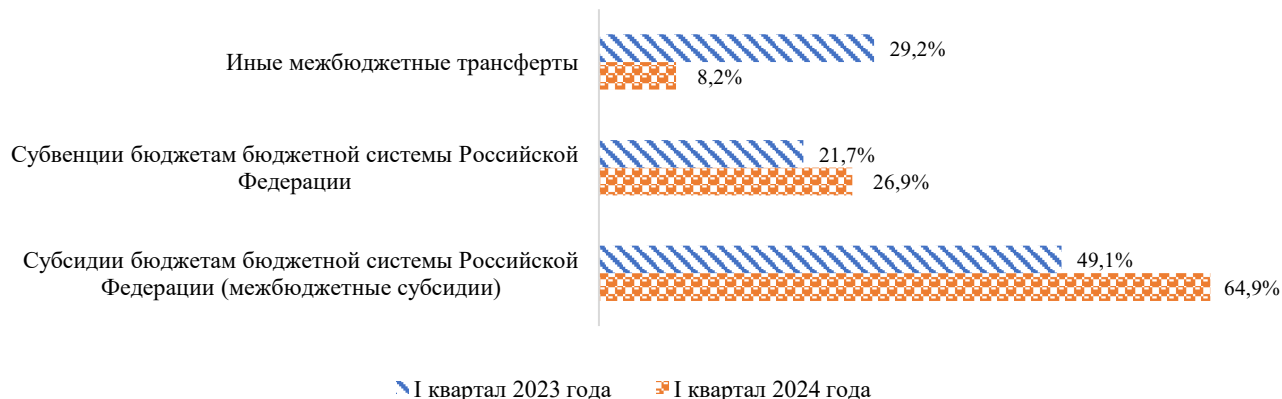 Иные межбюджетные трансферты
29,2%
8,2%
Субвенции бюджетам бюджетной системы Российской
Федерации
21,7%
26,9%
Субсидии бюджетам бюджетной системы Российской
Федерации (межбюджетные субсидии)
49,1%
64,9%
I квартал 2023 года
I квартал 2024 года